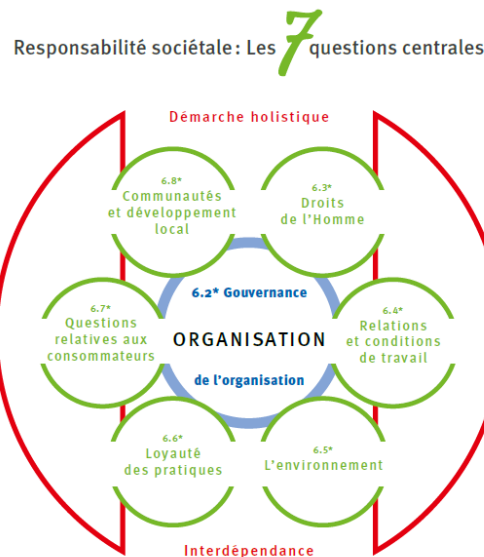 Responsabilité sociétale: Les 7 questions centrales
Démarche holistique
6.8*
Communautés
et développement
local
6.3*
Droits
de l'Homme
6.2* Gouvernance
ORGANISATION
de l'organisation
6.7*
Questions
relatives aux
consommateurs
6.4*
Relations
et conditions
de travail
6.6*
Loyauté
des pratiques
6.5*
L'environnement
Interdépendance